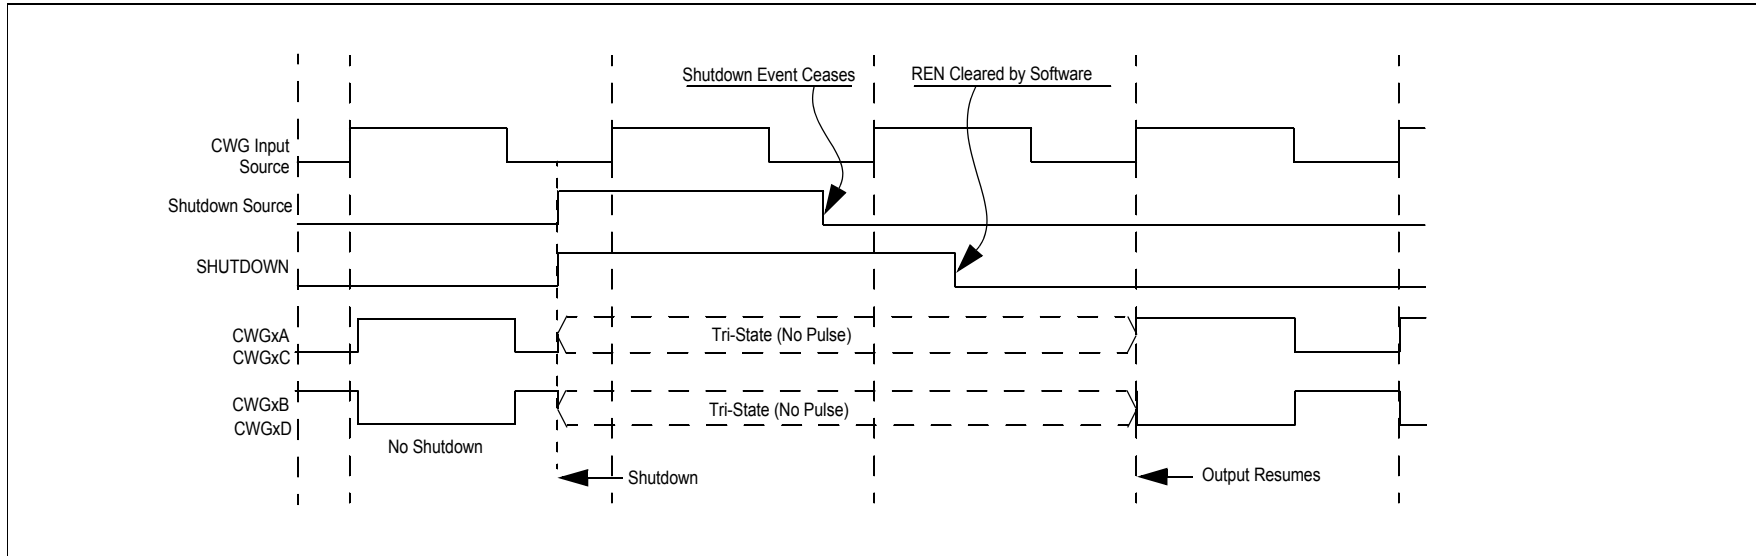 Shutdown Event Ceases
REN Cleared by Software
CWG Input
Source
Shutdown Source
SHUTDOWN
CWGxA
CWGxC
Tri-State (No Pulse)
CWGxB
CWGxD
Tri-State (No Pulse)
No Shutdown
Shutdown
Output Resumes